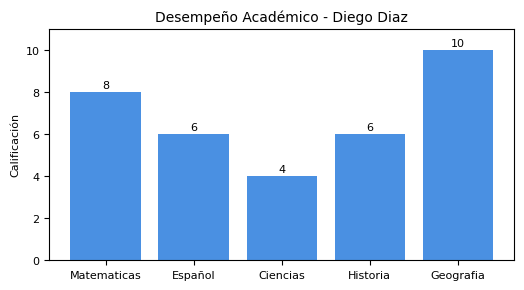 Desempeño Académico - Diego Diaz
Calificación
10
8
6
4
2
0
8
6
4
6
10
Matematicas
Español
Ciencias
Historia
Geografia